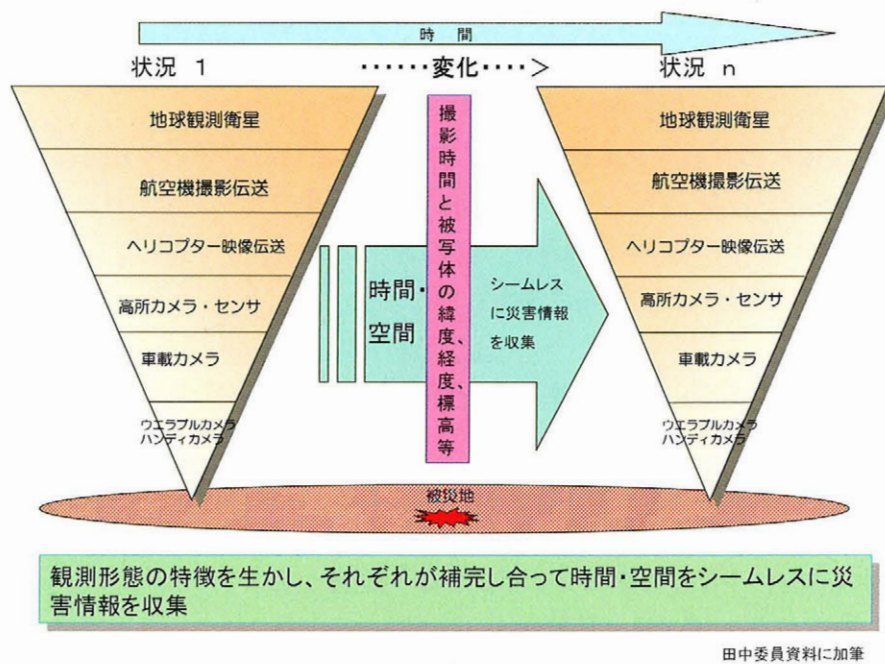 時 間
状況 1
‥‥‥変化‥‥>
状況 n
地球観測衛星
航空機撮影伝送
ヘリコプター映像伝送
高所カメラ・センサ
車載カメラ
ウエラブルカメラ
ハンディカメラ
時間・
空間
撮影時間と被写体の緯度、経度、標高等
シームレス
に災害情報
を収集
地球観測衛星
航空機撮影伝送
ヘリコプター映像伝送
高所カメラ・センサ
車載カメラ
ウエラブルカメラ
ハンディカメラ
被災地
観測形態の特徴を生かし、それぞれが補完し合って時間・空間をシームレスに災
害情報を収集
田中委員資料に加筆